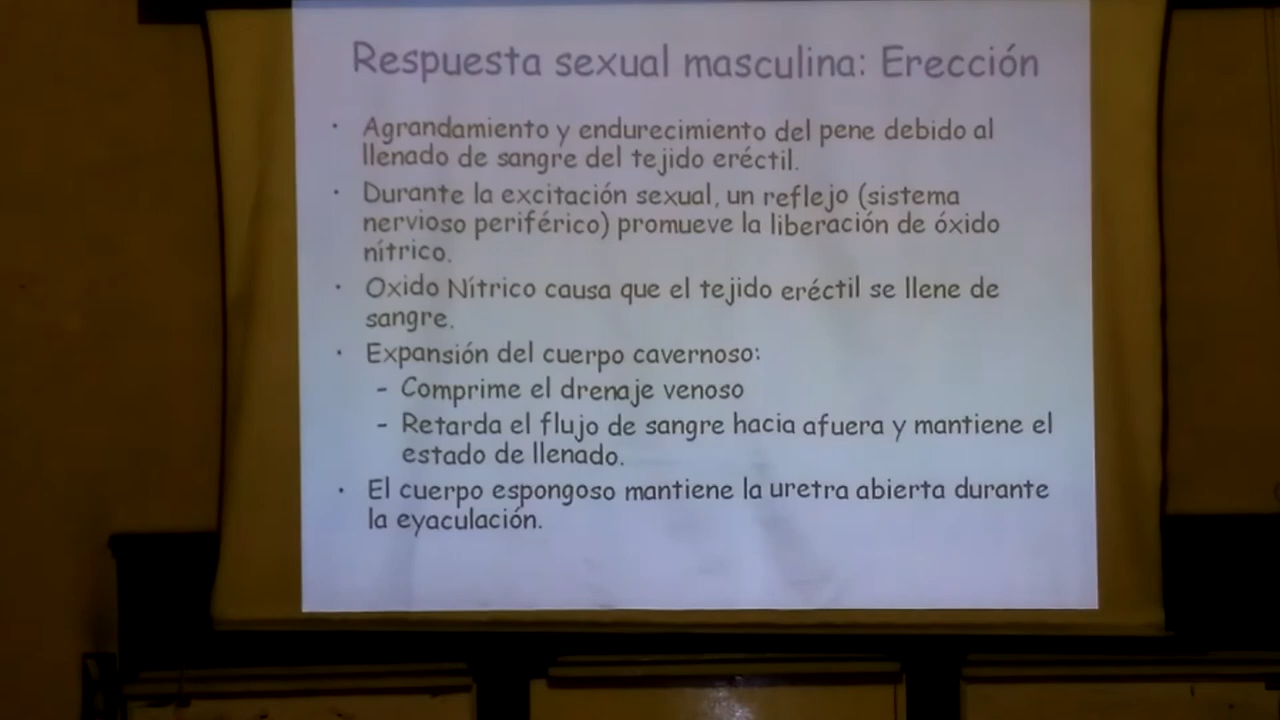 Respuesta sexual masculina: Erección
· Agrandamiento y endurecimiento del pene debido al
llenado de sangre del tejido eréctil.
· Durante la excitación sexual, un reflejo (sistema
nervioso periférico) promueve la liberación de óxido
nítrico.
· Oxido Nítrico causa que el tejido eréctil se llene de
sangre.
· Expansión del cuerpo cavernoso:
- Comprime el drenaje venoso
- Retarda el flujo de sangre hacia afuera y mantiene el
estado de llenado.
· El cuerpo espongoso mantiene la uretra abierta durante
la eyaculación.